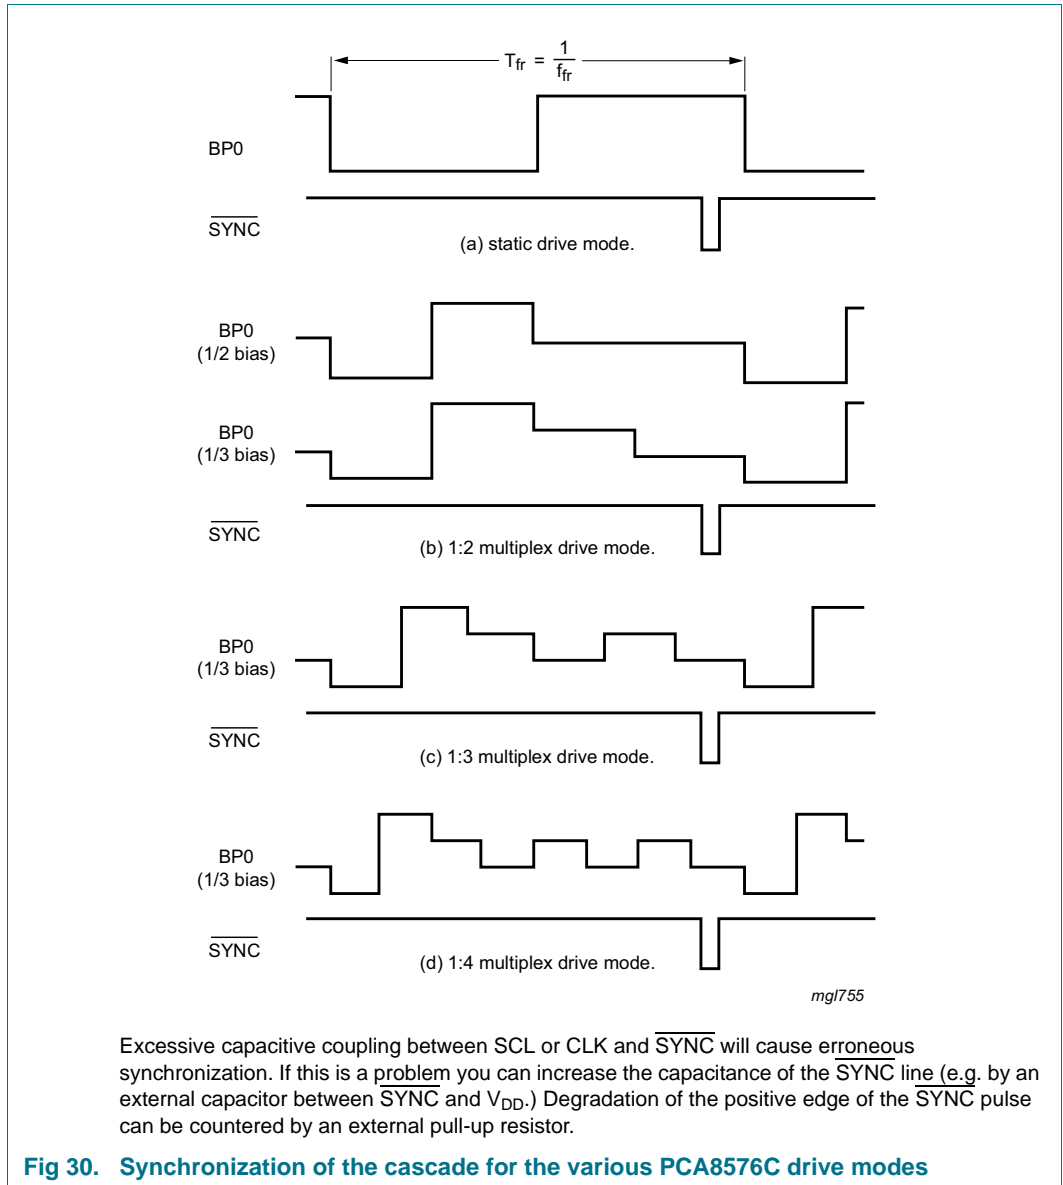 Tfr = 1/ffr
BP0
SYNC
(a) static drive mode.
BP0
(1/2 bias)
BP0
(1/3 bias)
SYNC
(b) 1:2 multiplex drive mode.
BP0
(1/3 bias)
SYNC
(c) 1:3 multiplex drive mode.
BP0
(1/3 bias)
SYNC
(d) 1:4 multiplex drive mode.
mgl755
Excessive capacitive coupling between SCL or CLK and SYNC will cause erroneous
synchronization. If this is a problem you can increase the capacitance of the SYNC line (e.g. by an
external capacitor between SYNC and VDD.) Degradation of the positive edge of the SYNC pulse
can be countered by an external pull-up resistor.
Fig 30. Synchronization of the cascade for the various PCA8576C drive modes